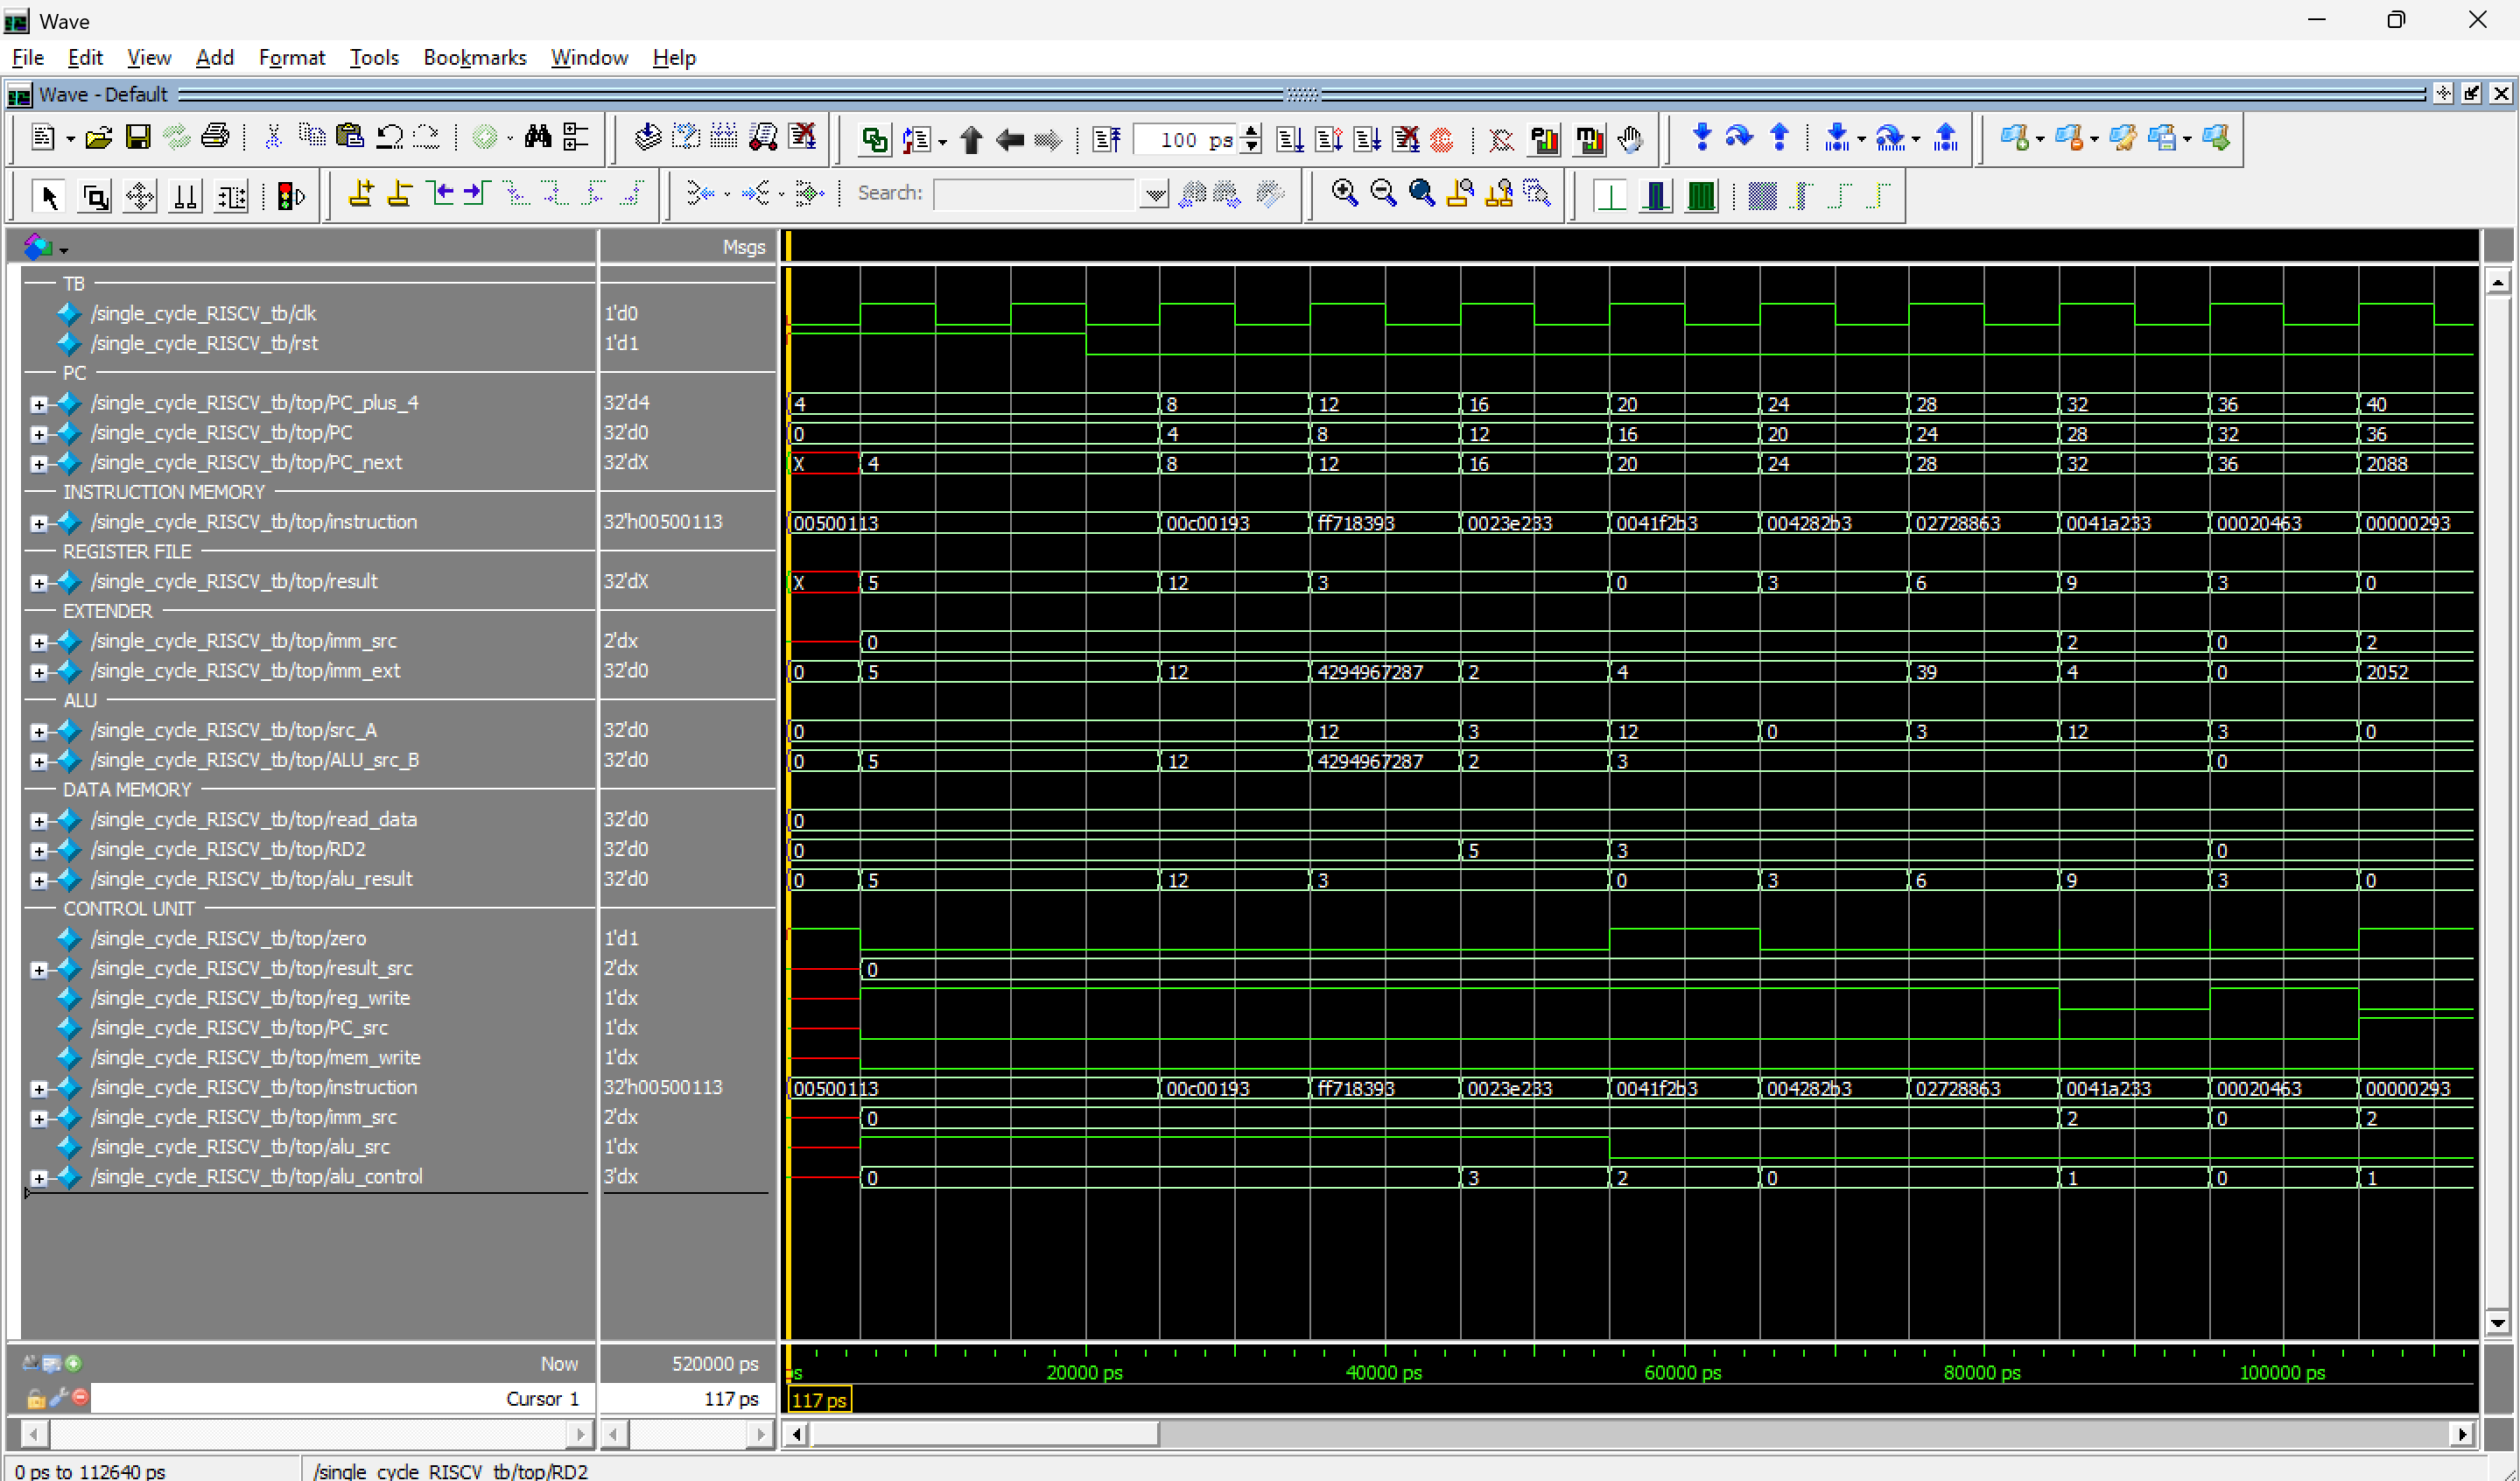 Wave
File Edit View Add Format Tools Bookmarks Window Help
Wave - Default
100 ps
Search:
Msgs
TB
/single_cycle_RISCV_tb/clk 1'd0
/single_cycle_RISCV_tb/rst 1'd1
PC
/single_cycle_RISCV_tb/top/PC_plus_4 32'd4 4 8 12 16 20 24 28 32 36 40
/single_cycle_RISCV_tb/top/PC 32'd0 0 4 8 12 16 20 24 28 32 36
/single_cycle_RISCV_tb/top/PC_next 32'dX X 4 8 12 16 20 24 28 32 36 2088
INSTRUCTION MEMORY
/single_cycle_RISCV_tb/top/instruction 32'h00500113 00500113 00c00193 ff718393 0023e233 0041f2b3 004282b3 02728863 0041a233 00020463 00000293
REGISTER FILE
/single_cycle_RISCV_tb/top/result 32'dX X 5 12 3 0 3 6 9 3 0
EXTENDER
/single_cycle_RISCV_tb/top/imm_src 2'dx 0 2 0 2
/single_cycle_RISCV_tb/top/imm_ext 32'd0 0 5 12 4294967287 2 4 39 4 0 2052
ALU
/single_cycle_RISCV_tb/top/src_A 32'd0 0 12 3 12 0 3 12 3 0
/single_cycle_RISCV_tb/top/ALU_src_B 32'd0 0 5 12 4294967287 2 3 0
DATA MEMORY
/single_cycle_RISCV_tb/top/read_data 32'd0 0
/single_cycle_RISCV_tb/top/RD2 32'd0 0 5 3 0
/single_cycle_RISCV_tb/top/alu_result 32'd0 0 5 12 3 0 3 6 9 3 0
CONTROL UNIT
/single_cycle_RISCV_tb/top/zero 1'd1
/single_cycle_RISCV_tb/top/result_src 2'dx 0
/single_cycle_RISCV_tb/top/reg_write 1'dx
/single_cycle_RISCV_tb/top/PC_src 1'dx
/single_cycle_RISCV_tb/top/mem_write 1'dx
/single_cycle_RISCV_tb/top/instruction 32'h00500113 00500113 00c00193 ff718393 0023e233 0041f2b3 004282b3 02728863 0041a233 00020463 00000293
/single_cycle_RISCV_tb/top/imm_src 2'dx 0 2 0 2
/single_cycle_RISCV_tb/top/alu_src 1'dx
/single_cycle_RISCV_tb/top/alu_control 3'dx 0 3 2 0 1 0 1
Now 520000 ps 20000 ps 40000 ps 60000 ps 80000 ps 100000 ps
Cursor 1 117 ps 117 ps
0 ps to 112640 ps /single_cycle_RISCV_tb/top/RD2